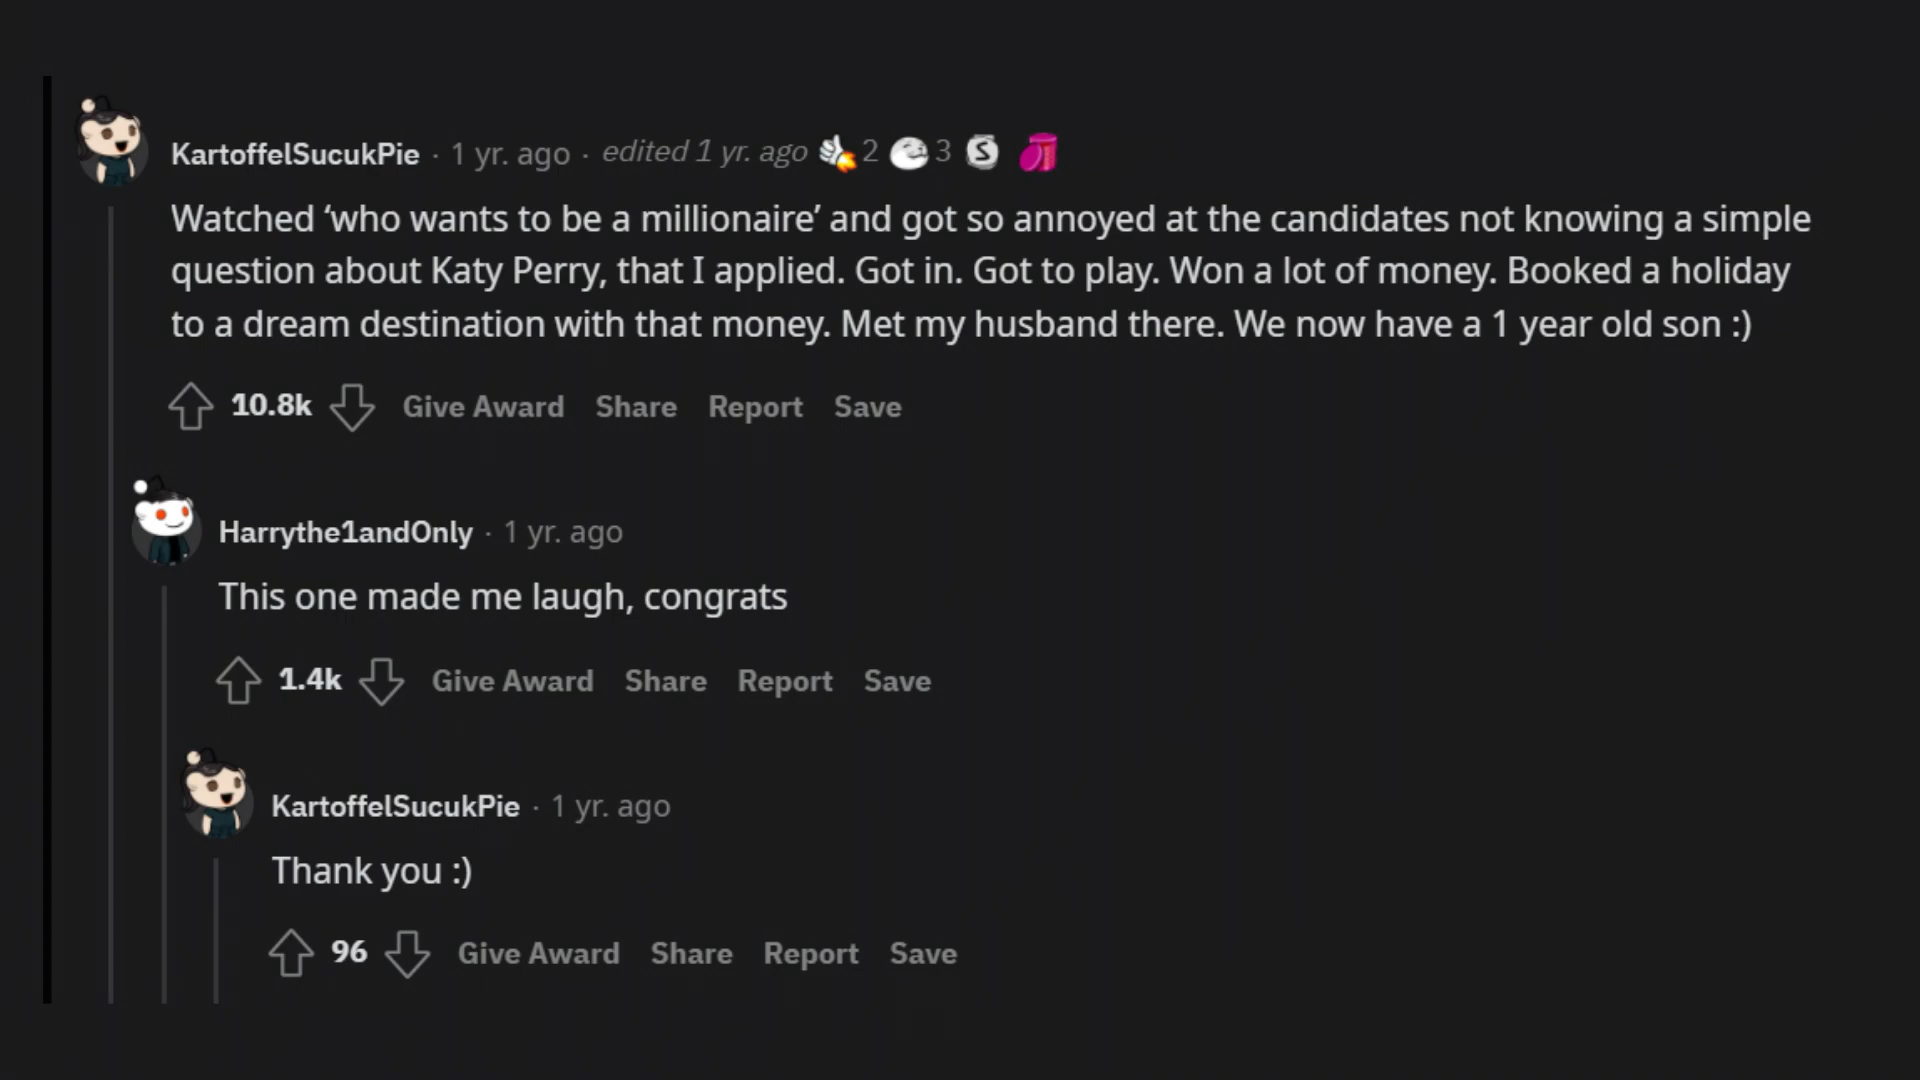 KartoffelSucukPie · 1 yr. ago · edited 1 yr. ago 2 3 S
Watched ‘who wants to be a millionaire’ and got so annoyed at the candidates not knowing a simple
question about Katy Perry, that I applied. Got in. Got to play. Won a lot of money. Booked a holiday
to a dream destination with that money. Met my husband there. We now have a 1 year old son :)
10.8k Give Award Share Report Save
Harrythe1andOnly · 1 yr. ago
This one made me laugh, congrats
1.4k Give Award Share Report Save
KartoffelSucukPie · 1 yr. ago
Thank you :)
96 Give Award Share Report Save